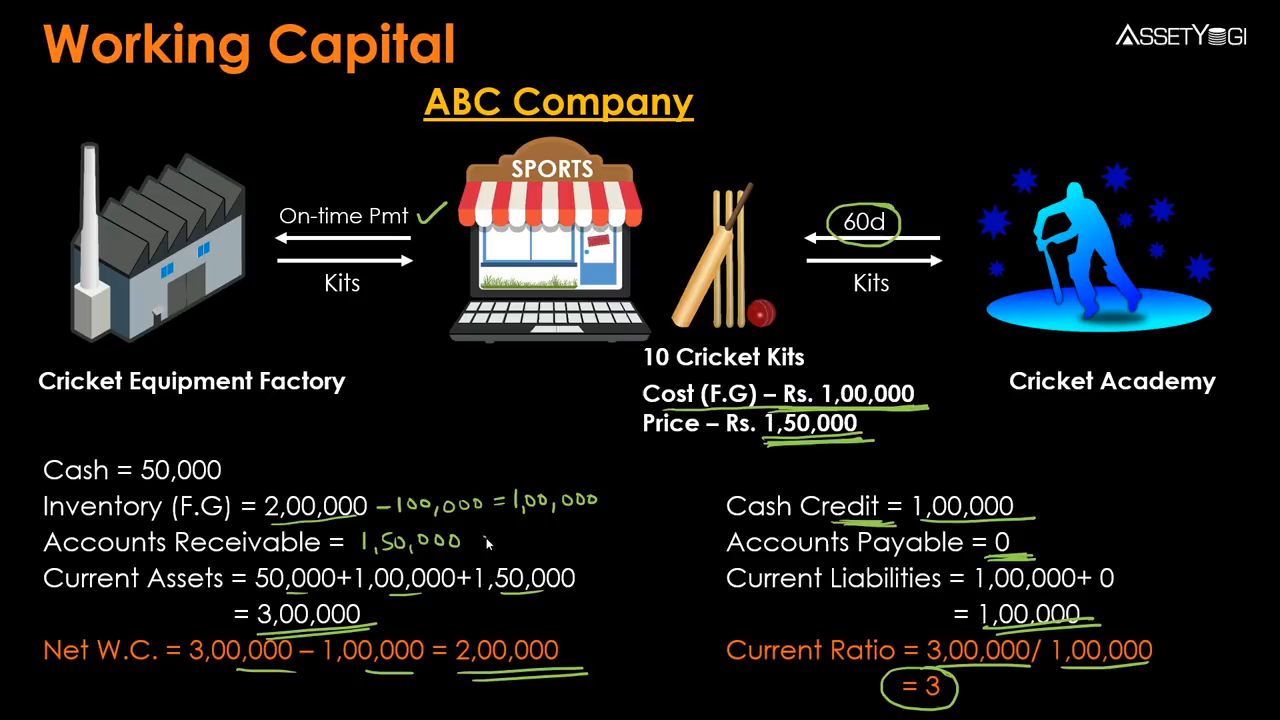 Working Capital
ASSETYOGI
ABC Company
SPORTS
On-time Pmt
Kits
60d
Kits
10 Cricket Kits
Cricket Equipment Factory
Cost (F.G) – Rs. 1,00,000
Price – Rs. 1,50,000
Cricket Academy
Cash = 50,000
Inventory (F.G) = 2,00,000 -100,000 = 1,00,000
Accounts Receivable = 1,50,000
Current Assets = 50,000+1,00,000+1,50,000
= 3,00,000
Net W.C. = 3,00,000 – 1,00,000 = 2,00,000
Cash Credit = 1,00,000
Accounts Payable = 0
Current Liabilities = 1,00,000+ 0
= 1,00,000
Current Ratio = 3,00,000/ 1,00,000
= 3